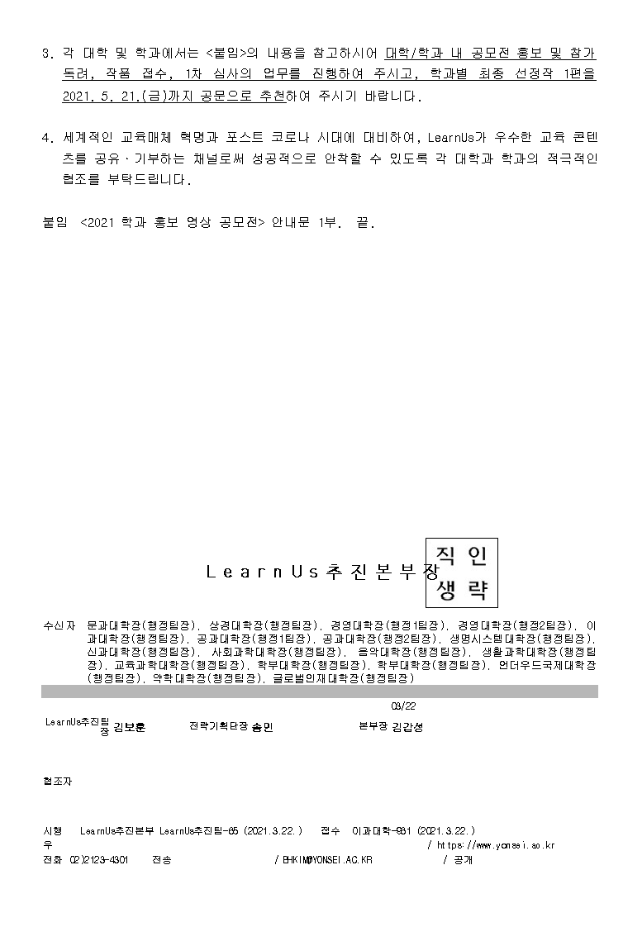 3. 각 대학 및 학과에서는 <붙임>의 내용을 참고하시어 대학/학과 내 공모전 홍보 및 참가
독려, 작품 접수, 1차 심사의 업무를 진행하여 주시고, 학과별 최종 선정작 1편을
2021. 5. 21.(금)까지 공문으로 추천하여 주시기 바랍니다.
4. 세계적인 교육매체 혁명과 포스트 코로나 시대에 대비하여, LearnUs가 우수한 교육 콘텐
츠를 공유·기부하는 채널로써 성공적으로 안착할 수 있도록 각 대학과 학과의 적극적인
협조를 부탁드립니다.
붙임 <2021 학과 홍보 영상 공모전> 안내문 1부. 끝.
LearnUs추진본부장
직인
생략
수신자 문과대학장(행정팀장), 상경대학장(행정팀장), 경영대학장(행정1팀장), 경영대학장(행정2팀장), 이
과대학장(행정팀장), 공과대학장(행정1팀장), 공과대학장(행정2팀장), 생명시스템대학장(행정팀장),
신과대학장(행정팀장), 사회과학대학장(행정팀장), 음악대학장(행정팀장), 생활과학대학장(행정팀
장), 교육과학대학장(행정팀장), 학부대학장(행정팀장), 학부대학장(행정팀장), 언더우드국제대학장
(행정팀장), 약학대학장(행정팀장), 글로벌인재대학장(행정팀장)
03/22
LearnUs추진팀장 김보훈 전략기획단장 송민 본부장 김갑성
협조자
시행 LearnUs추진본부 LearnUs추진팀-65 (2021.3.22.) 접수 이과대학-931 (2021.3.22.)
우 / https://www.yonsei.ac.kr
전화 02)2123-4301 전송 / BHKIM@YONSEI.AC.KR / 공개